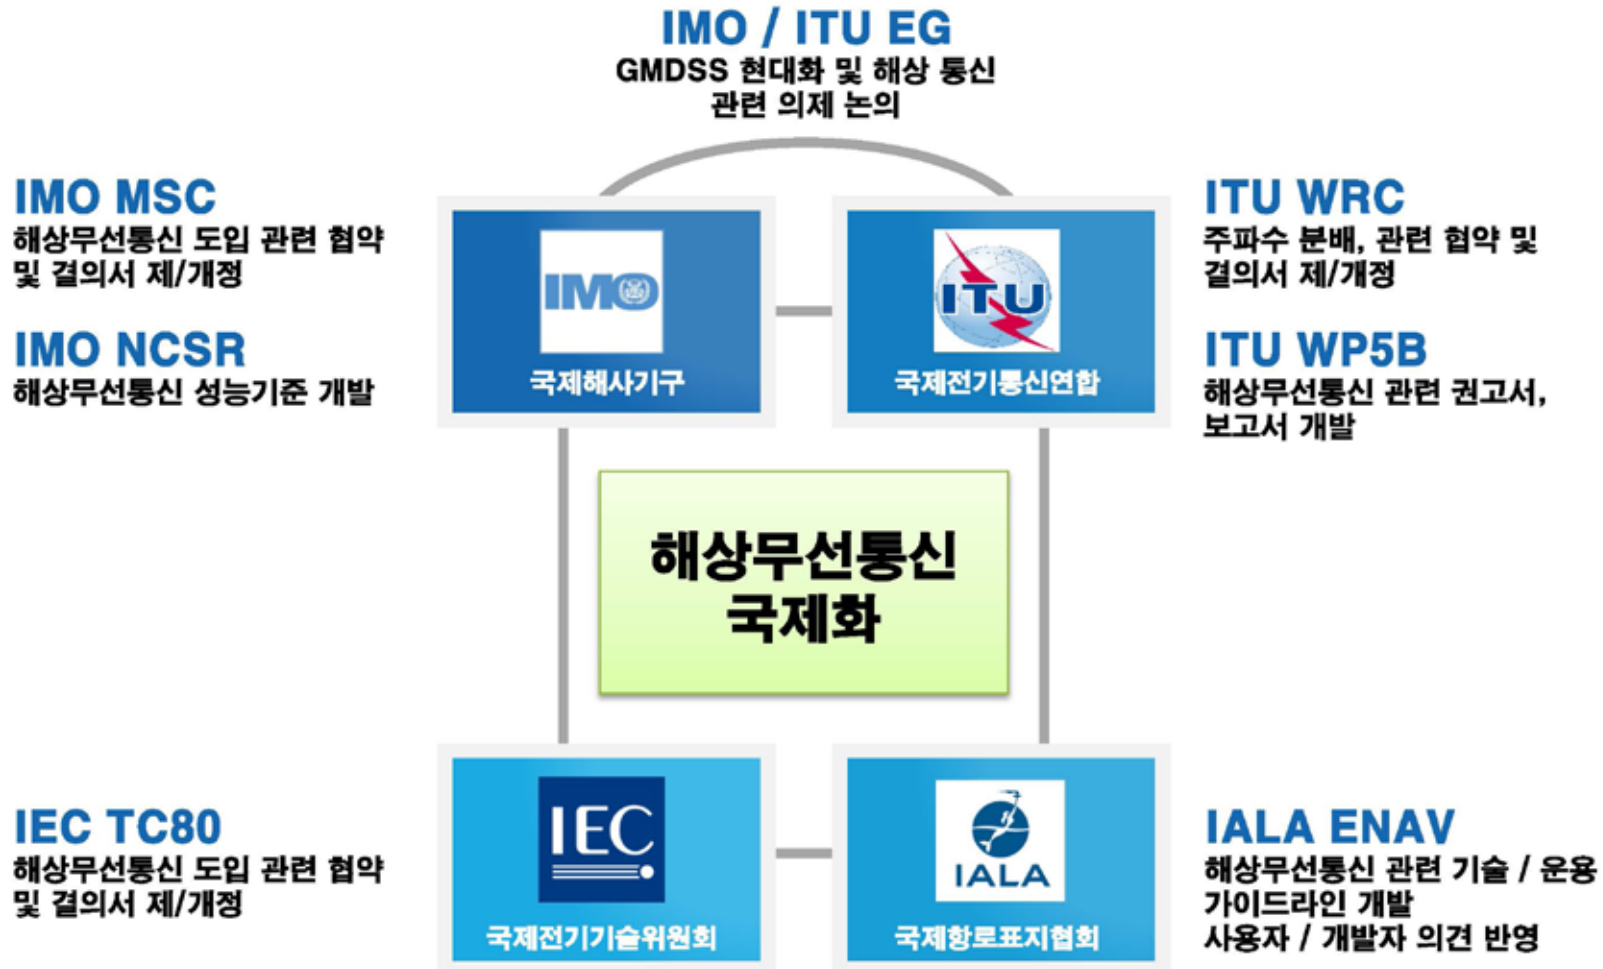 IMO / ITU EG
GMDSS 현대화 및 해상 통신
관련 의제 논의
IMO MSC
해상무선통신 도입 관련 협약
및 결의서 제/개정
IMO NCSR
해상무선통신 성능기준 개발
IMO
국제해사기구
ITU
국제전기통신연합
ITU WRC
주파수 분배, 관련 협약 및
결의서 제/개정
ITU WP5B
해상무선통신 관련 권고서,
보고서 개발
해상무선통신
국제화
IEC TC80
해상무선통신 도입 관련 협약
및 결의서 제/개정
IEC
국제전기기술위원회
IALA
국제항로표지협회
IALA ENAV
해상무선통신 관련 기술 / 운용
가이드라인 개발
사용자 / 개발자 의견 반영